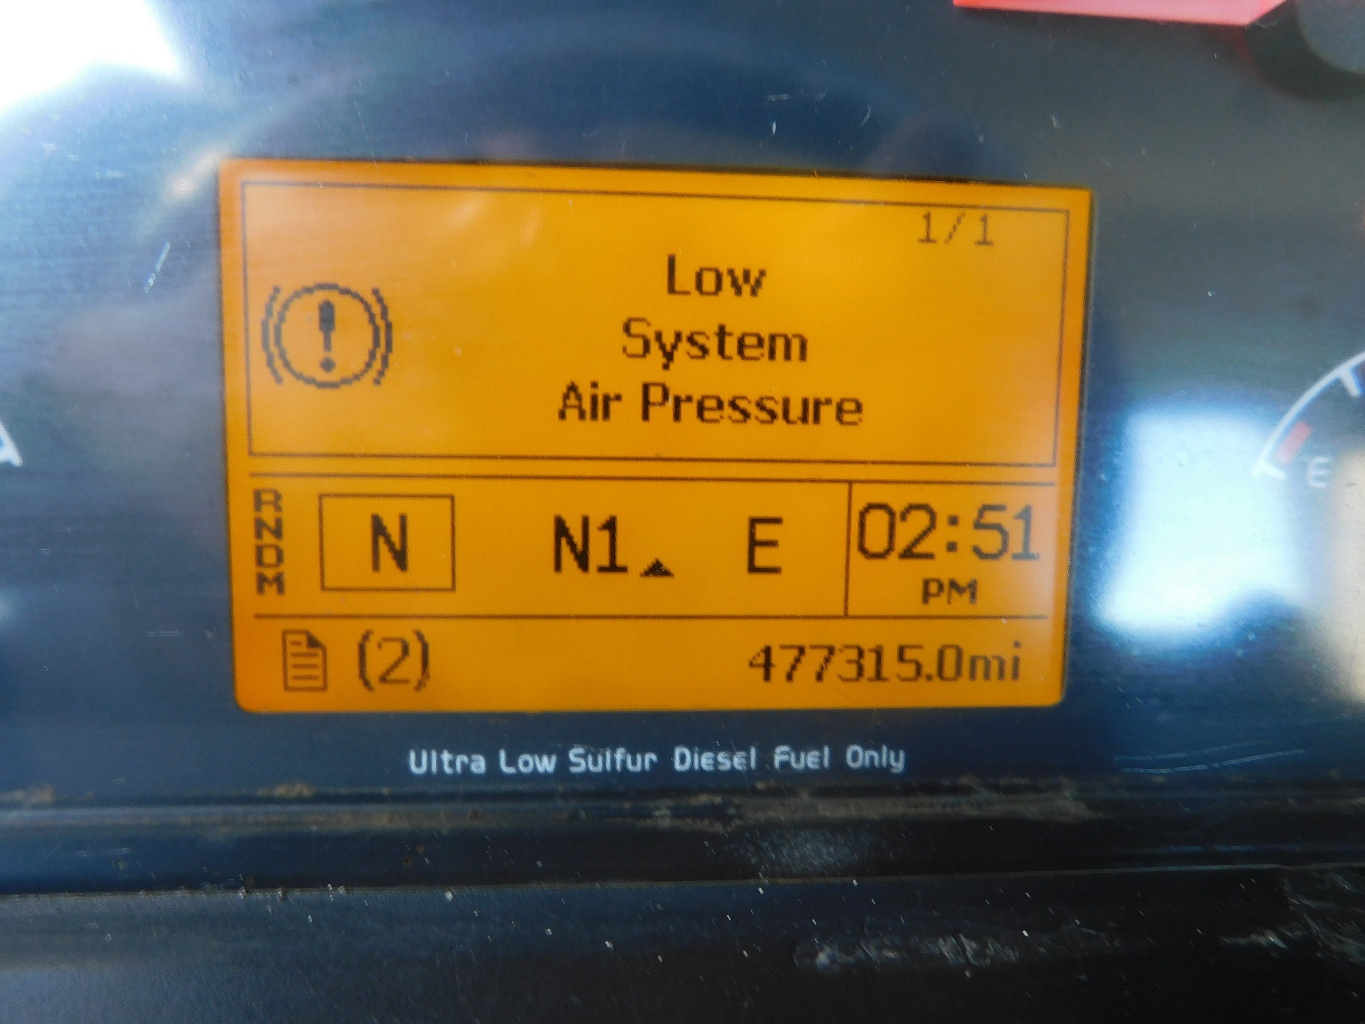 1/1
Low
System
Air Pressure
RNDM
N N1 E
02:51
PM
(2) 477315.0mi
E
Ultra Low Sulfur Diesel Fuel Only